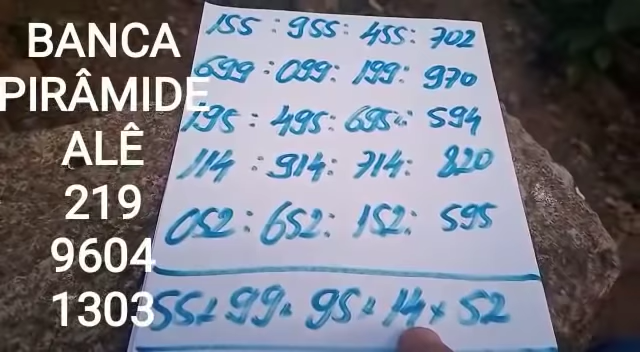 BANCA
PIRÂMIDE
ALÊ
219
9604
1303
155 : 955 : 455 : 702
699 : 099 : 199 : 970
195 : 495 : 695 : 594
114 : 914 : 714 : 820
052 : 652 : 152 : 595
55 x 99 x 95 x 14 x 52